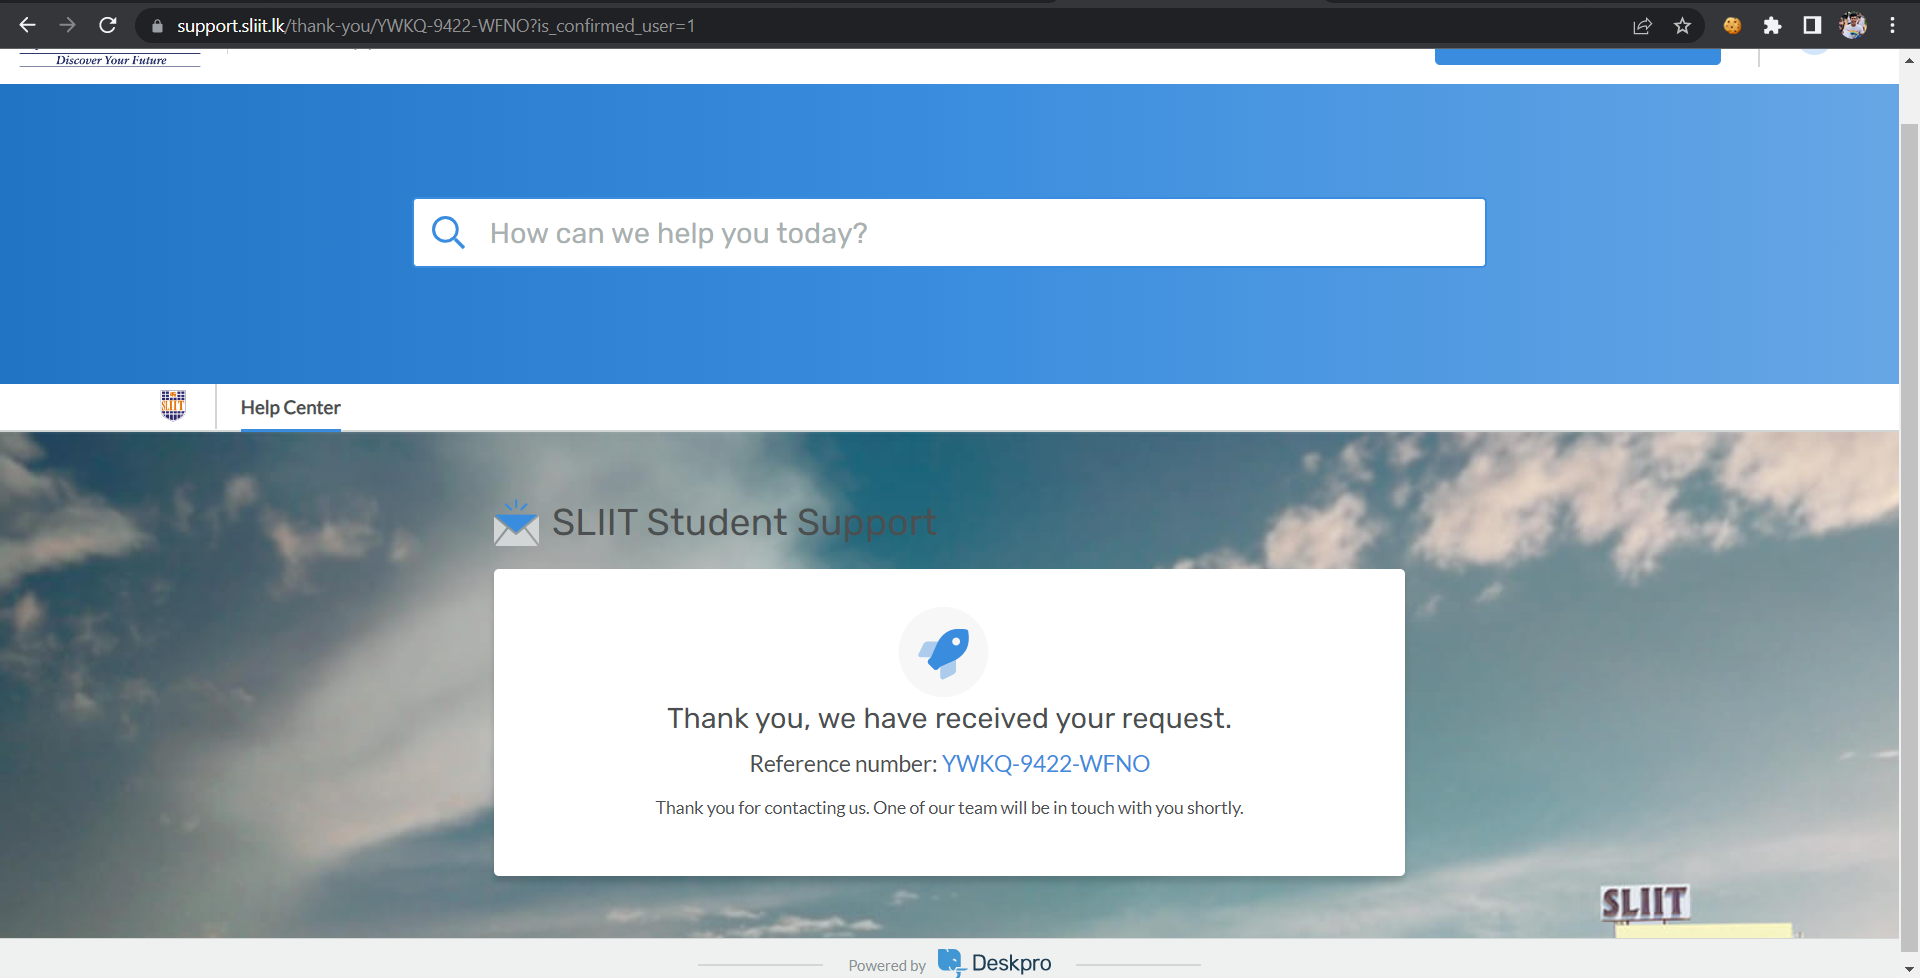 support.sliit.lk/thank-you/YWKQ-9422-WFNO?is_confirmed_user=1
Discover Your Future
How can we help you today?
SLIIT
Help Center
SLIIT Student Support
Thank you, we have received your request.
Reference number: YWKQ-9422-WFNO
Thank you for contacting us. One of our team will be in touch with you shortly.
SLIIT
Powered by Deskpro